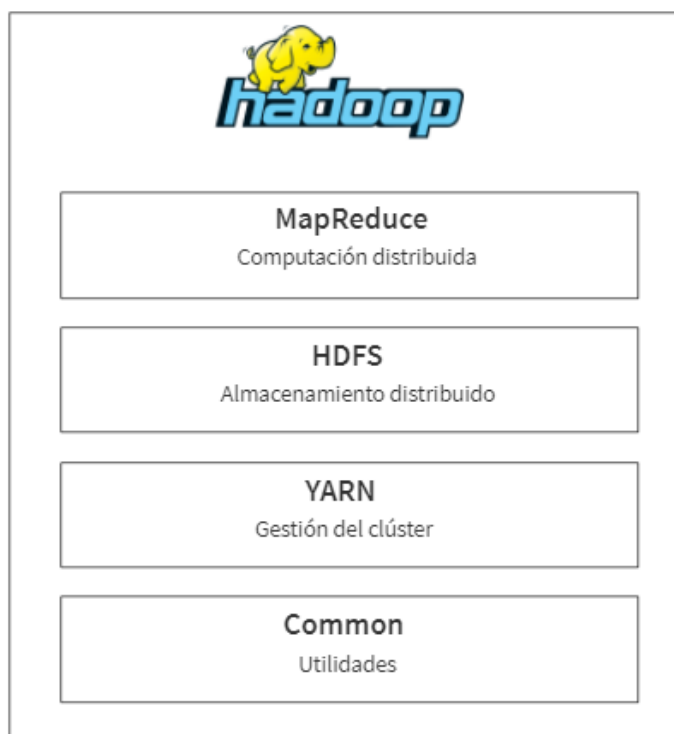 hadoop
MapReduce
Computación distribuida
HDFS
Almacenamiento distribuido
YARN
Gestión del clúster
Common
Utilidades